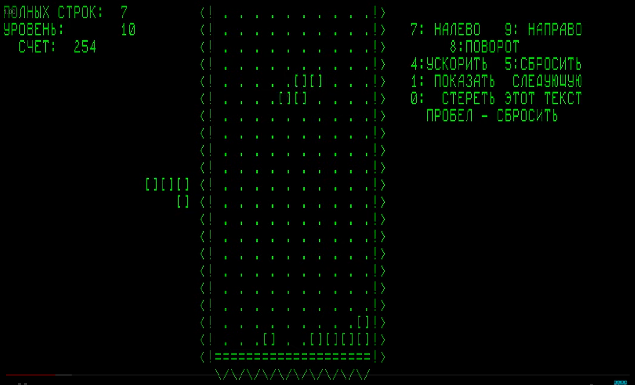 ПОЛНЫХ СТРОК: 7
УРОВЕНЬ: 10
СЧЕТ: 254
7: НАЛЕВО 9: НАПРАВО
8:ПОВОРОТ
4:УСКОРИТЬ 5:СБРОСИТЬ
1: ПОКАЗАТЬ СЛЕДУЮЩУЮ
0: СТЕРЕТЬ ЭТОТ ТЕКСТ
ПРОБЕЛ - СБРОСИТЬ